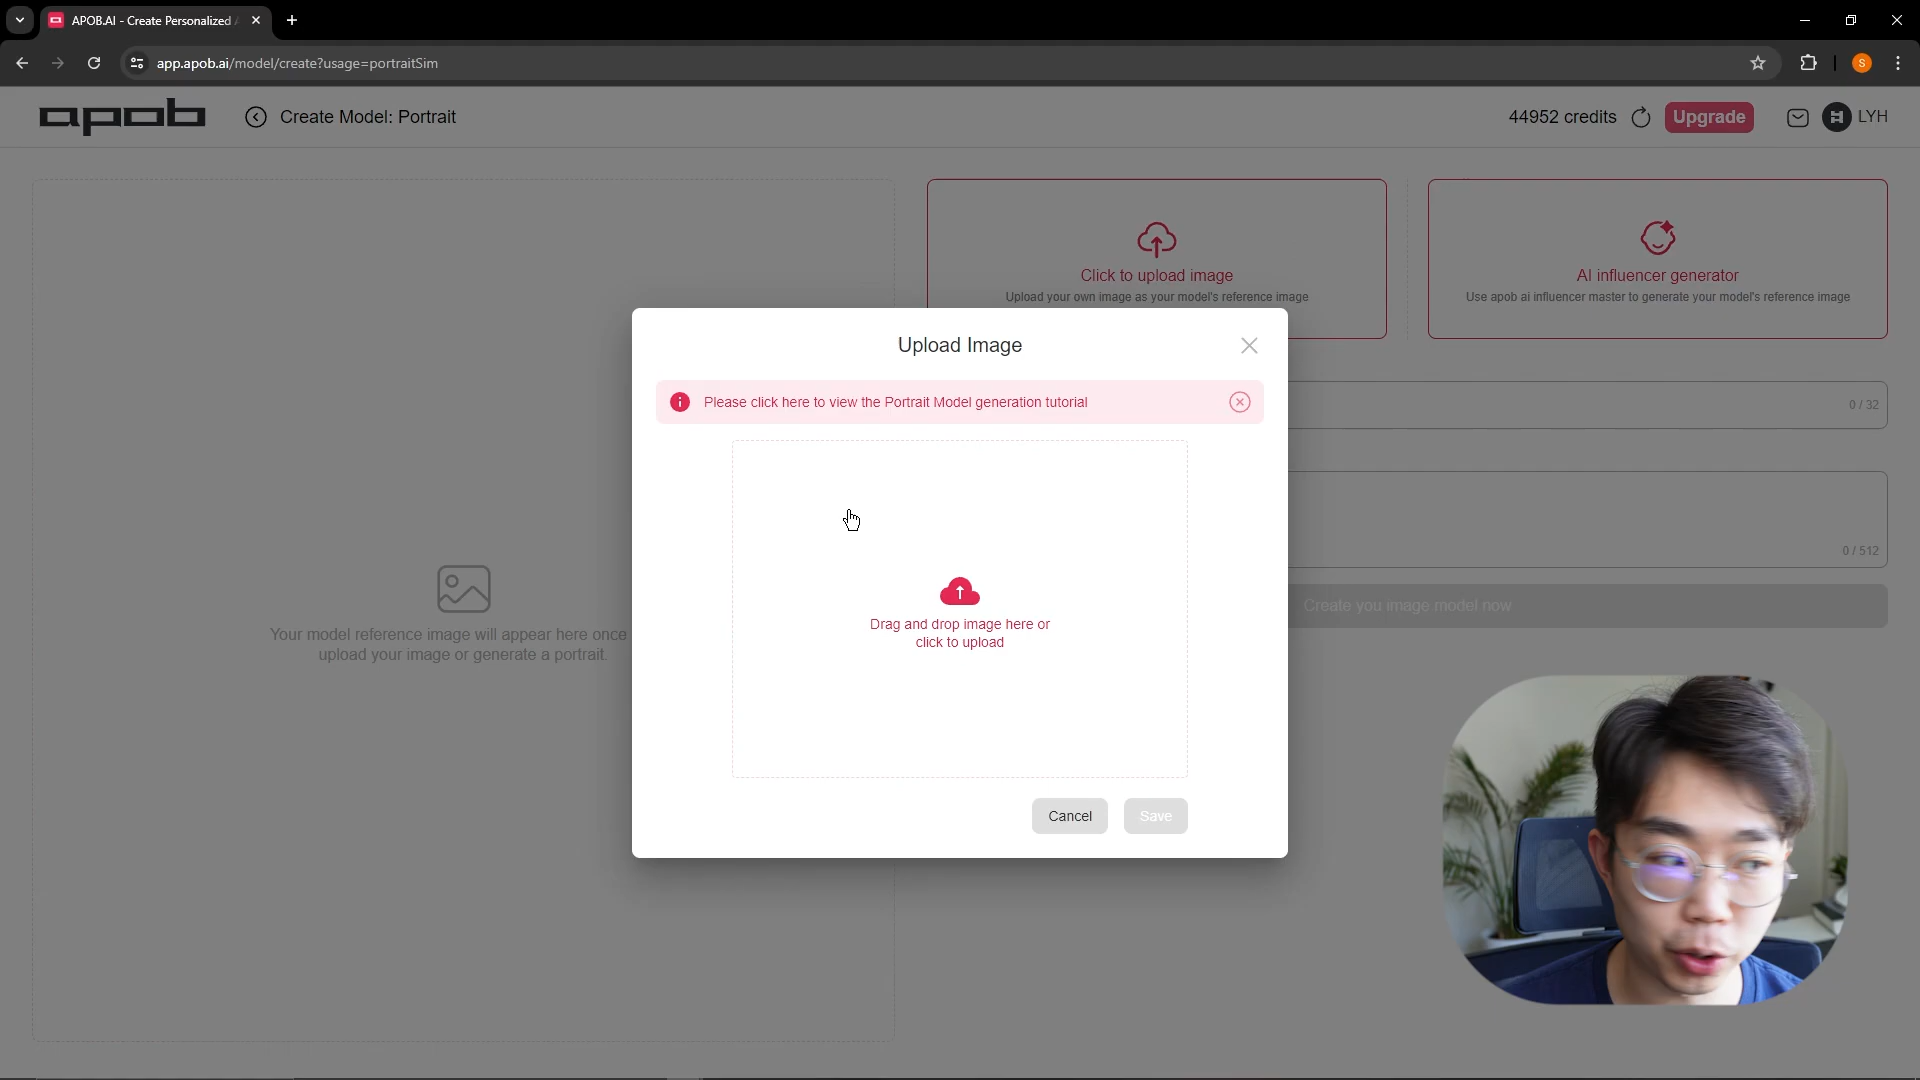 APOB.AI - Create Personalized
app.apob.ai/model/create?usage=portraitSim
S
apob
Create Model: Portrait
44952 credits
Upgrade
LYH
Click to upload image
Upload your own image as your model's reference image
AI influencer generator
Use apob ai influencer master to generate your model's reference image
Upload Image
Please click here to view the Portrait Model generation tutorial
0 / 32
0 / 512
Drag and drop image here or
click to upload
Create you image model now
Your model reference image will appear here once
upload your image or generate a portrait.
Cancel
Save